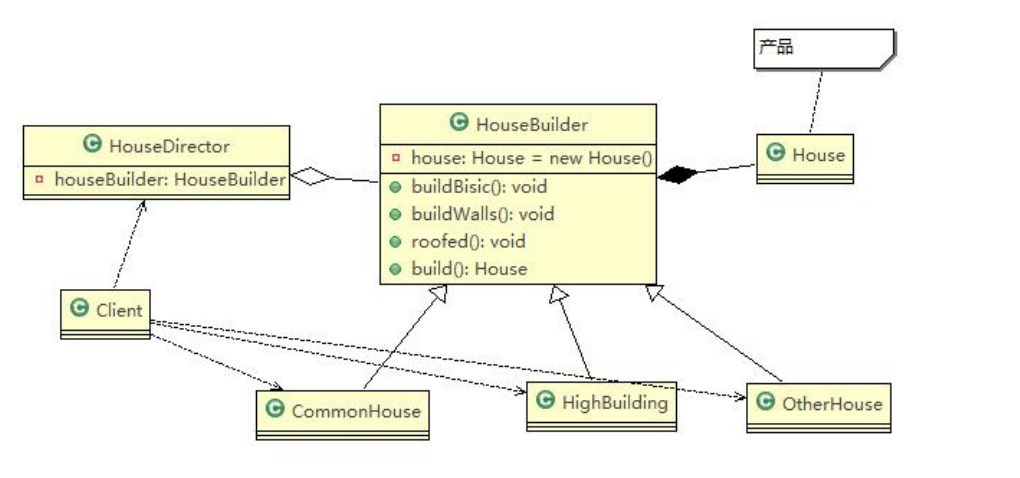 产品
HouseDirector
houseBuilder: HouseBuilder
HouseBuilder
house: House = new House()
buildBisic(): void
buildWalls(): void
roofed(): void
build(): House
House
Client
CommonHouse
HighBuilding
OtherHouse